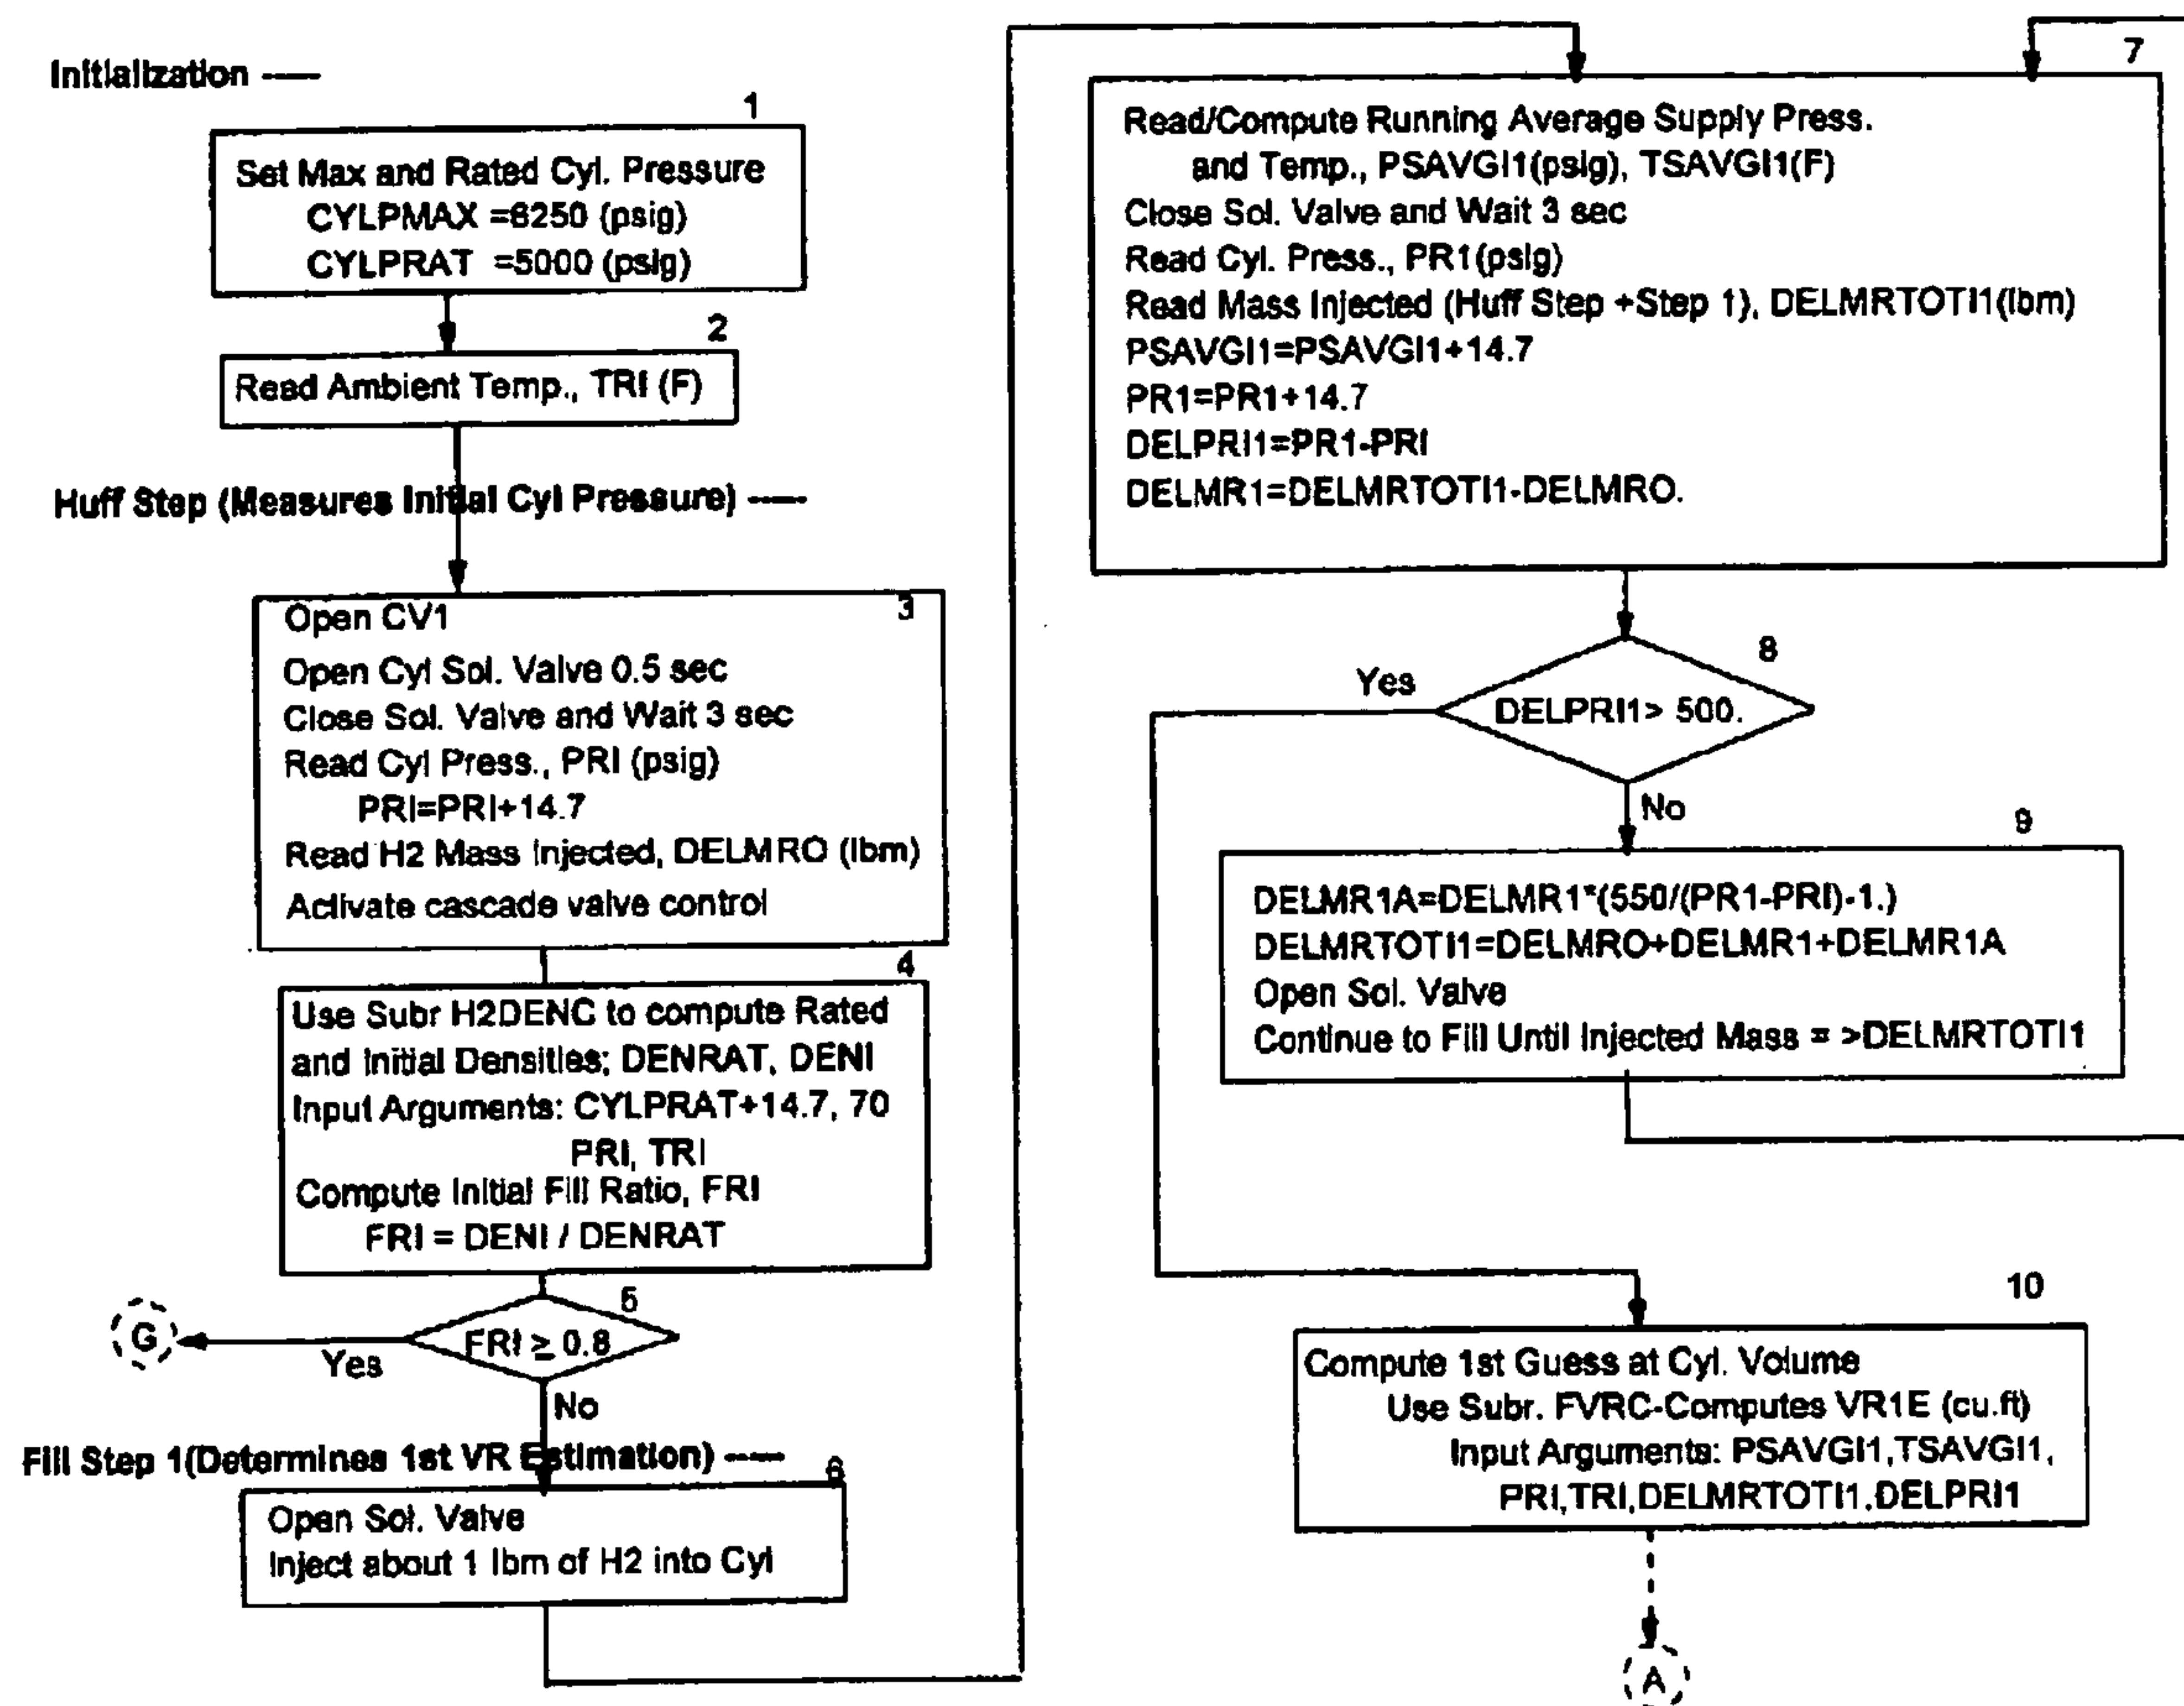 Initialization -----
1
Set Max and Rated Cyl. Pressure
CYLPMAX =6250 (psig)
CYLPRAT =5000 (psig)
2
Read Ambient Temp., TRI (F)
Huff Step (Measures Initial Cyl Pressure) -----
3
Open CV1
Open Cyl Sol. Valve 0.5 sec
Close Sol. Valve and Wait 3 sec
Read Cyl Press., PRI (psig)
PRI=PRI+14.7
Read H2 Mass Injected, DELMRO (lbm)
Activate cascade valve control
4
Use Subr H2DENC to compute Rated
and Initial Densities; DENRAT, DENI
Input Arguments: CYLPRAT+14.7, 70
PRI, TRI
Compute Initial Fill Ratio, FRI
FRI = DENI / DENRAT
5
FRI ≥ 0.8
G
Yes
No
Fill Step 1(Determines 1st VR Estimation) -----
6
Open Sol. Valve
Inject about 1 lbm of H2 into Cyl
7
Read/Compute Running Average Supply Press.
and Temp., PSAVGI1(psig), TSAVGI1(F)
Close Sol. Valve and Wait 3 sec
Read Cyl. Press., PR1(psig)
Read Mass Injected (Huff Step +Step 1), DELMRTOTI1(lbm)
PSAVGI1=PSAVGI1+14.7
PR1=PR1+14.7
DELPRI1=PR1-PRI
DELMR1=DELMRTOTI1-DELMRO.
8
Yes
DELPRI1> 500.
No
9
DELMR1A=DELMR1*(550/(PR1-PRI)-1.)
DELMRTOTI1=DELMRO+DELMR1+DELMR1A
Open Sol. Valve
Continue to Fill Until Injected Mass = >DELMRTOTI1
10
Compute 1st Guess at Cyl. Volume
Use Subr. FVRC-Computes VR1E (cu.ft)
Input Arguments: PSAVGI1,TSAVGI1,
PRI,TRI,DELMRTOTI1.DELPRI1
A